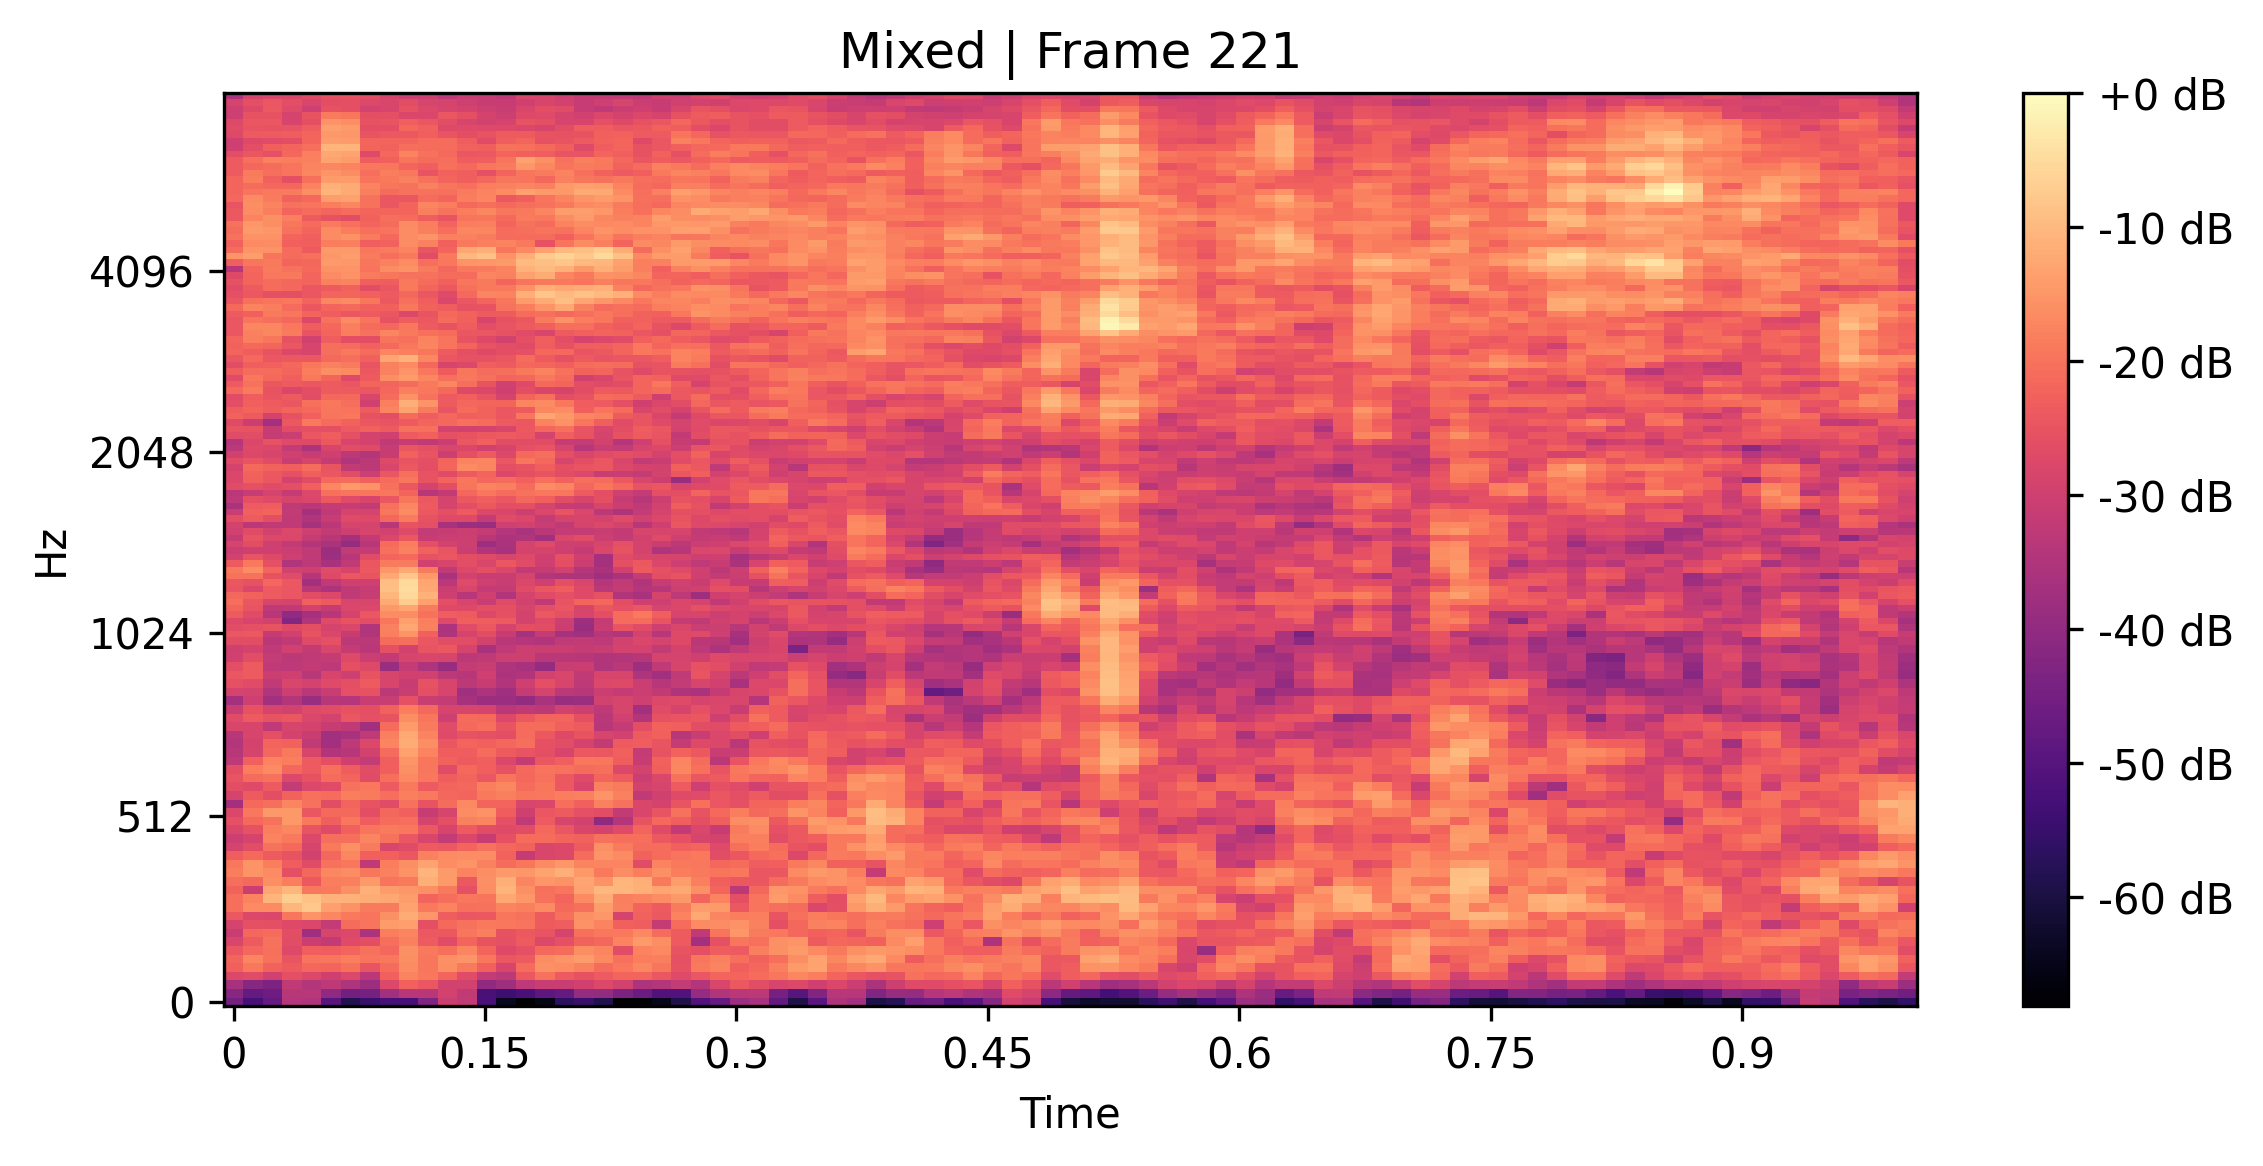 Mixed | Frame 221
+0 dB
-10 dB
-20 dB
-30 dB
-40 dB
-50 dB
-60 dB
4096
2048
1024
512
0
Hz
0 0.15 0.3 0.45 0.6 0.75 0.9
Time